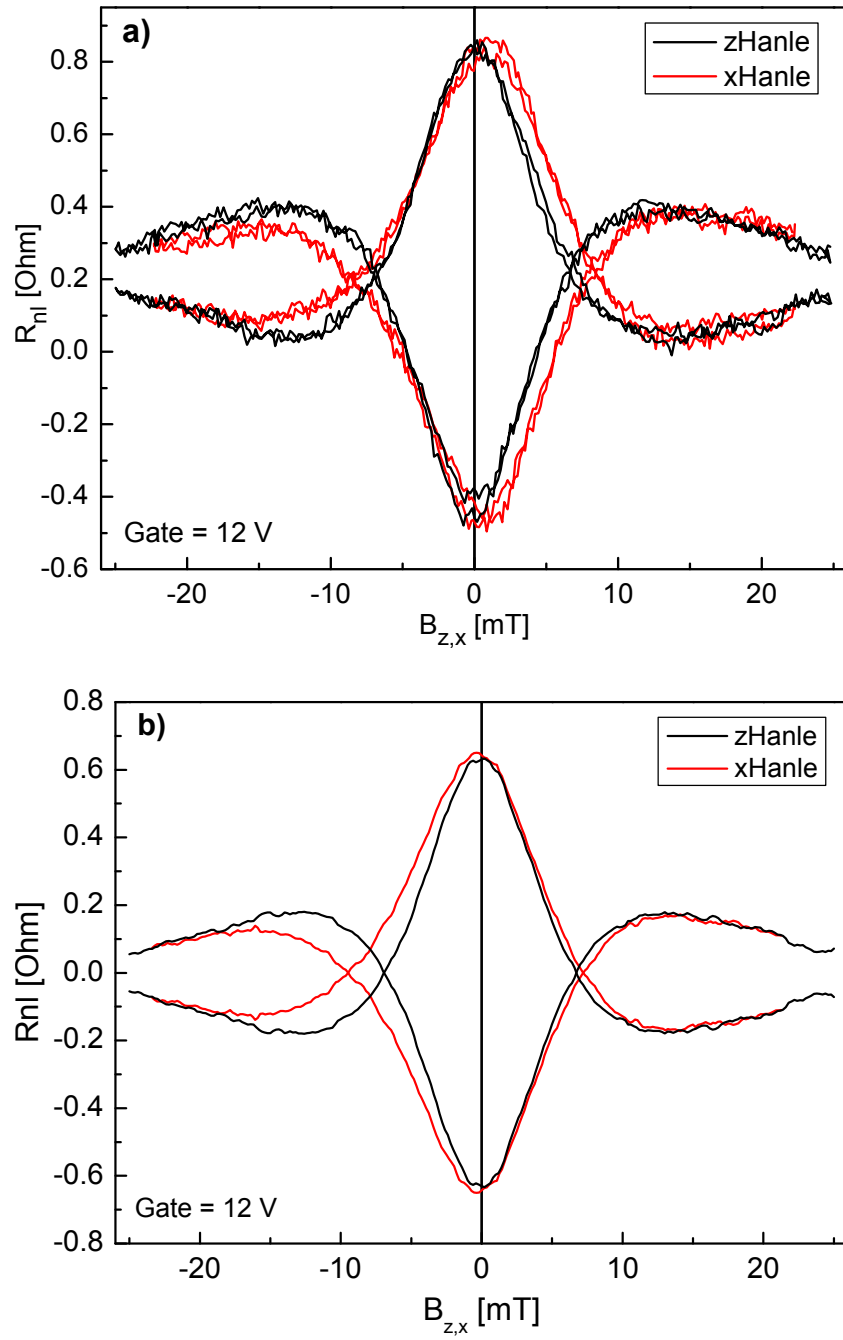 a)
zHanle
xHanle
R_nl [Ohm]
0.8
0.6
0.4
0.2
0.0
-0.2
-0.4
-0.6
Gate = 12 V
-20 -10 0 10 20
B_z,x [mT]
b)
zHanle
xHanle
Rnl [Ohm]
0.8
0.6
0.4
0.2
0.0
-0.2
-0.4
-0.6
-0.8
Gate = 12 V
-20 -10 0 10 20
B_z,x [mT]